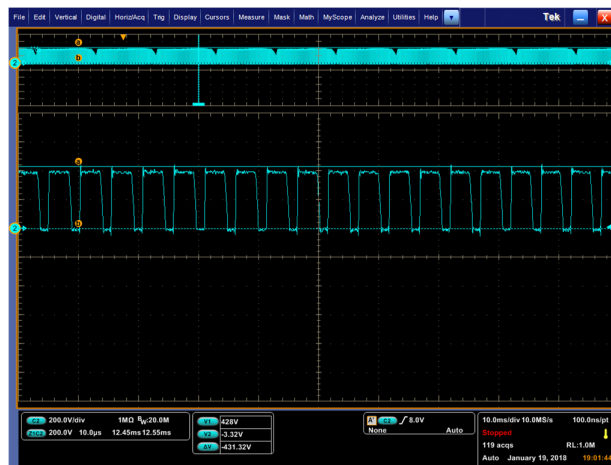 File Edit Vertical Digital Horiz/Acq Trig Display Cursors Measure Mask Math MyScope Analyze Utilities Help Tek X
a
b
2
a
b
2
C2 200.0V/div 1MΩ BW:20.0M
Z1C2 200.0V 10.0µs 12.45ms 12.55ms
V1 428V
V2 -3.32V
ΔV -431.32V
A' C2 8.0V
None Auto
10.0ms/div 10.0MS/s 100.0ns/pt
Stopped
119 acqs RL:1.0M
Auto January 19, 2018 19:01:44